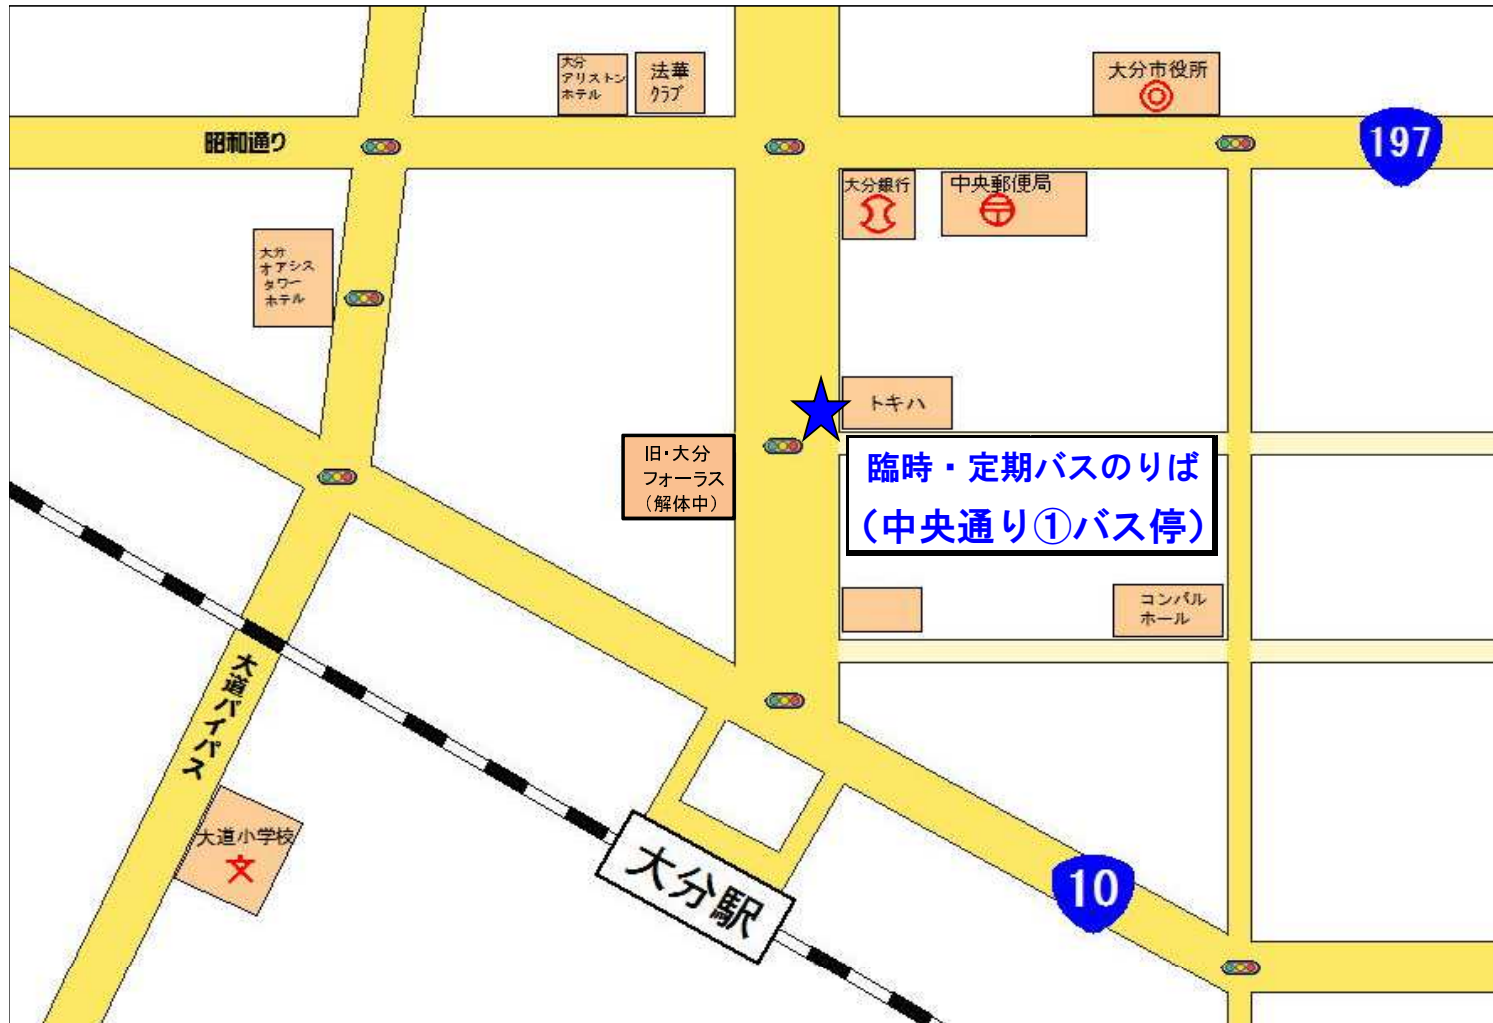 大分
アリストン
ホテル
法華
クラブ
大分市役所
昭和通り
197
大分銀行
中央郵便局
大分
オアシス
タワー
ホテル
トキハ
旧・大分
フォーラス
（解体中）
臨時・定期バスのりば
（中央通り①バス停）
コンパル
ホール
大道バイパス
大道小学校
文
大分駅
10